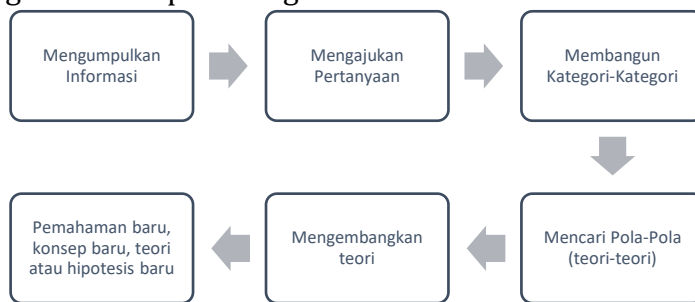 Mengumpulkan
Informasi
Mengajukan
Pertanyaan
Membangun
Kategori-Kategori
Mencari Pola-Pola
(teori-teori)
Mengembangkan
teori
Pemahaman baru,
konsep baru, teori
atau hipotesis baru